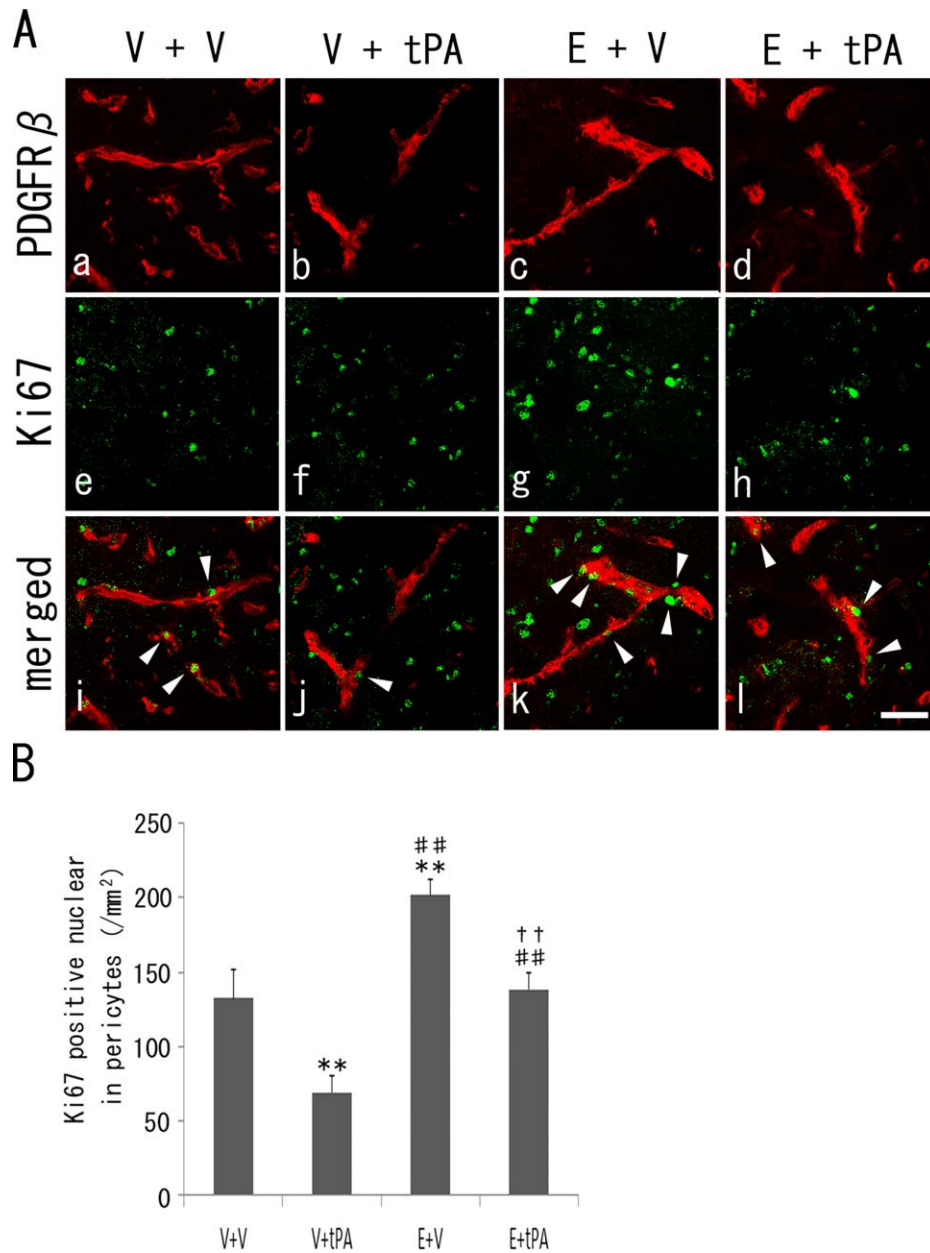 A
V + V
V + tPA
E + V
E + tPA
PDGFRβ
a
b
c
d
Ki67
e
f
g
h
merged
i
j
k
l
B
Ki67 positive nuclear
in pericytes (/mm²)
250
200
150
100
50
0
**
##
**
††
##
V+V
V+tPA
E+V
E+tPA